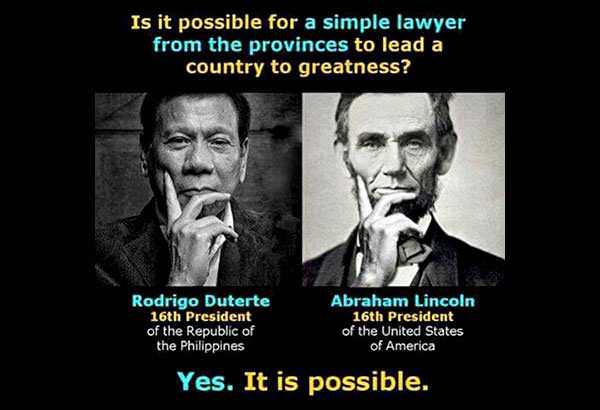 Is it possible for a simple lawyer
from the provinces to lead a
country to greatness?
Rodrigo Duterte
16th President
of the Republic of
the Philippines
Abraham Lincoln
16th President
of the United States
of America
Yes. It is possible.